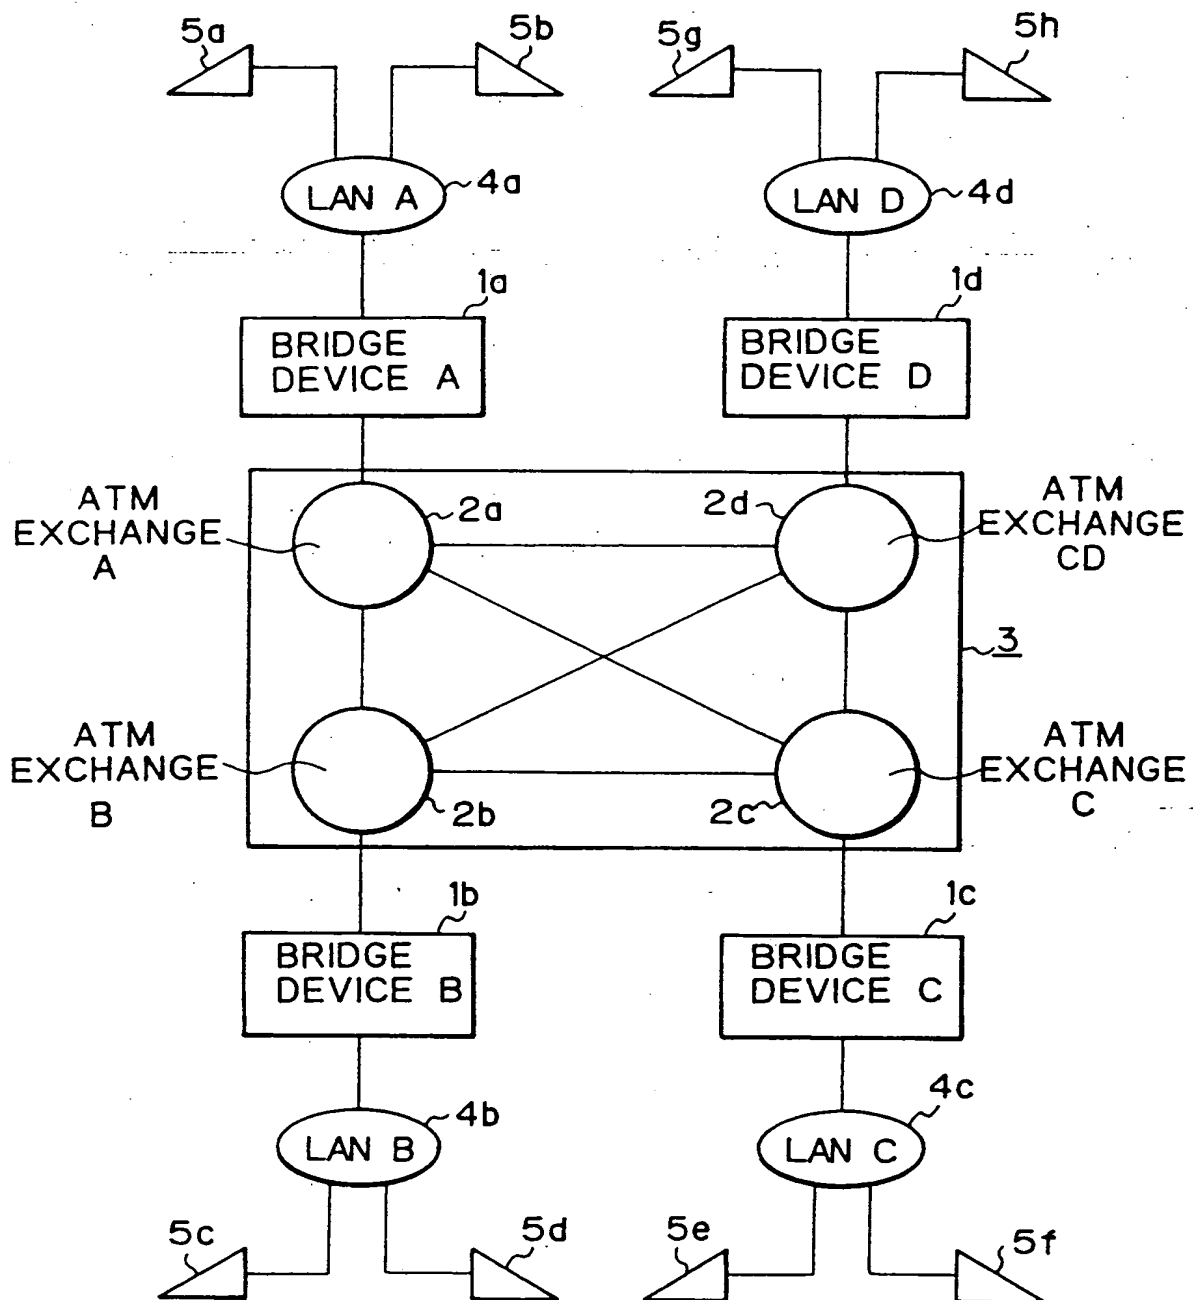 5a
5b
5g
5h
LAN A
4a
LAN D
4d
1a
1d
BRIDGE
DEVICE A
BRIDGE
DEVICE D
ATM
EXCHANGE
A
2a
2d
ATM
EXCHANGE
CD
3
ATM
EXCHANGE
B
2b
2c
ATM
EXCHANGE
C
1b
1c
BRIDGE
DEVICE B
BRIDGE
DEVICE C
4b
4c
LAN B
LAN C
5c
5d
5e
5f